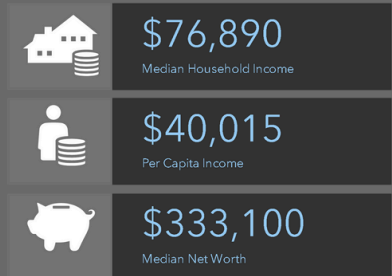 $76,890
Median Household Income
$40,015
Per Capita Income
$333,100
Median Net Worth